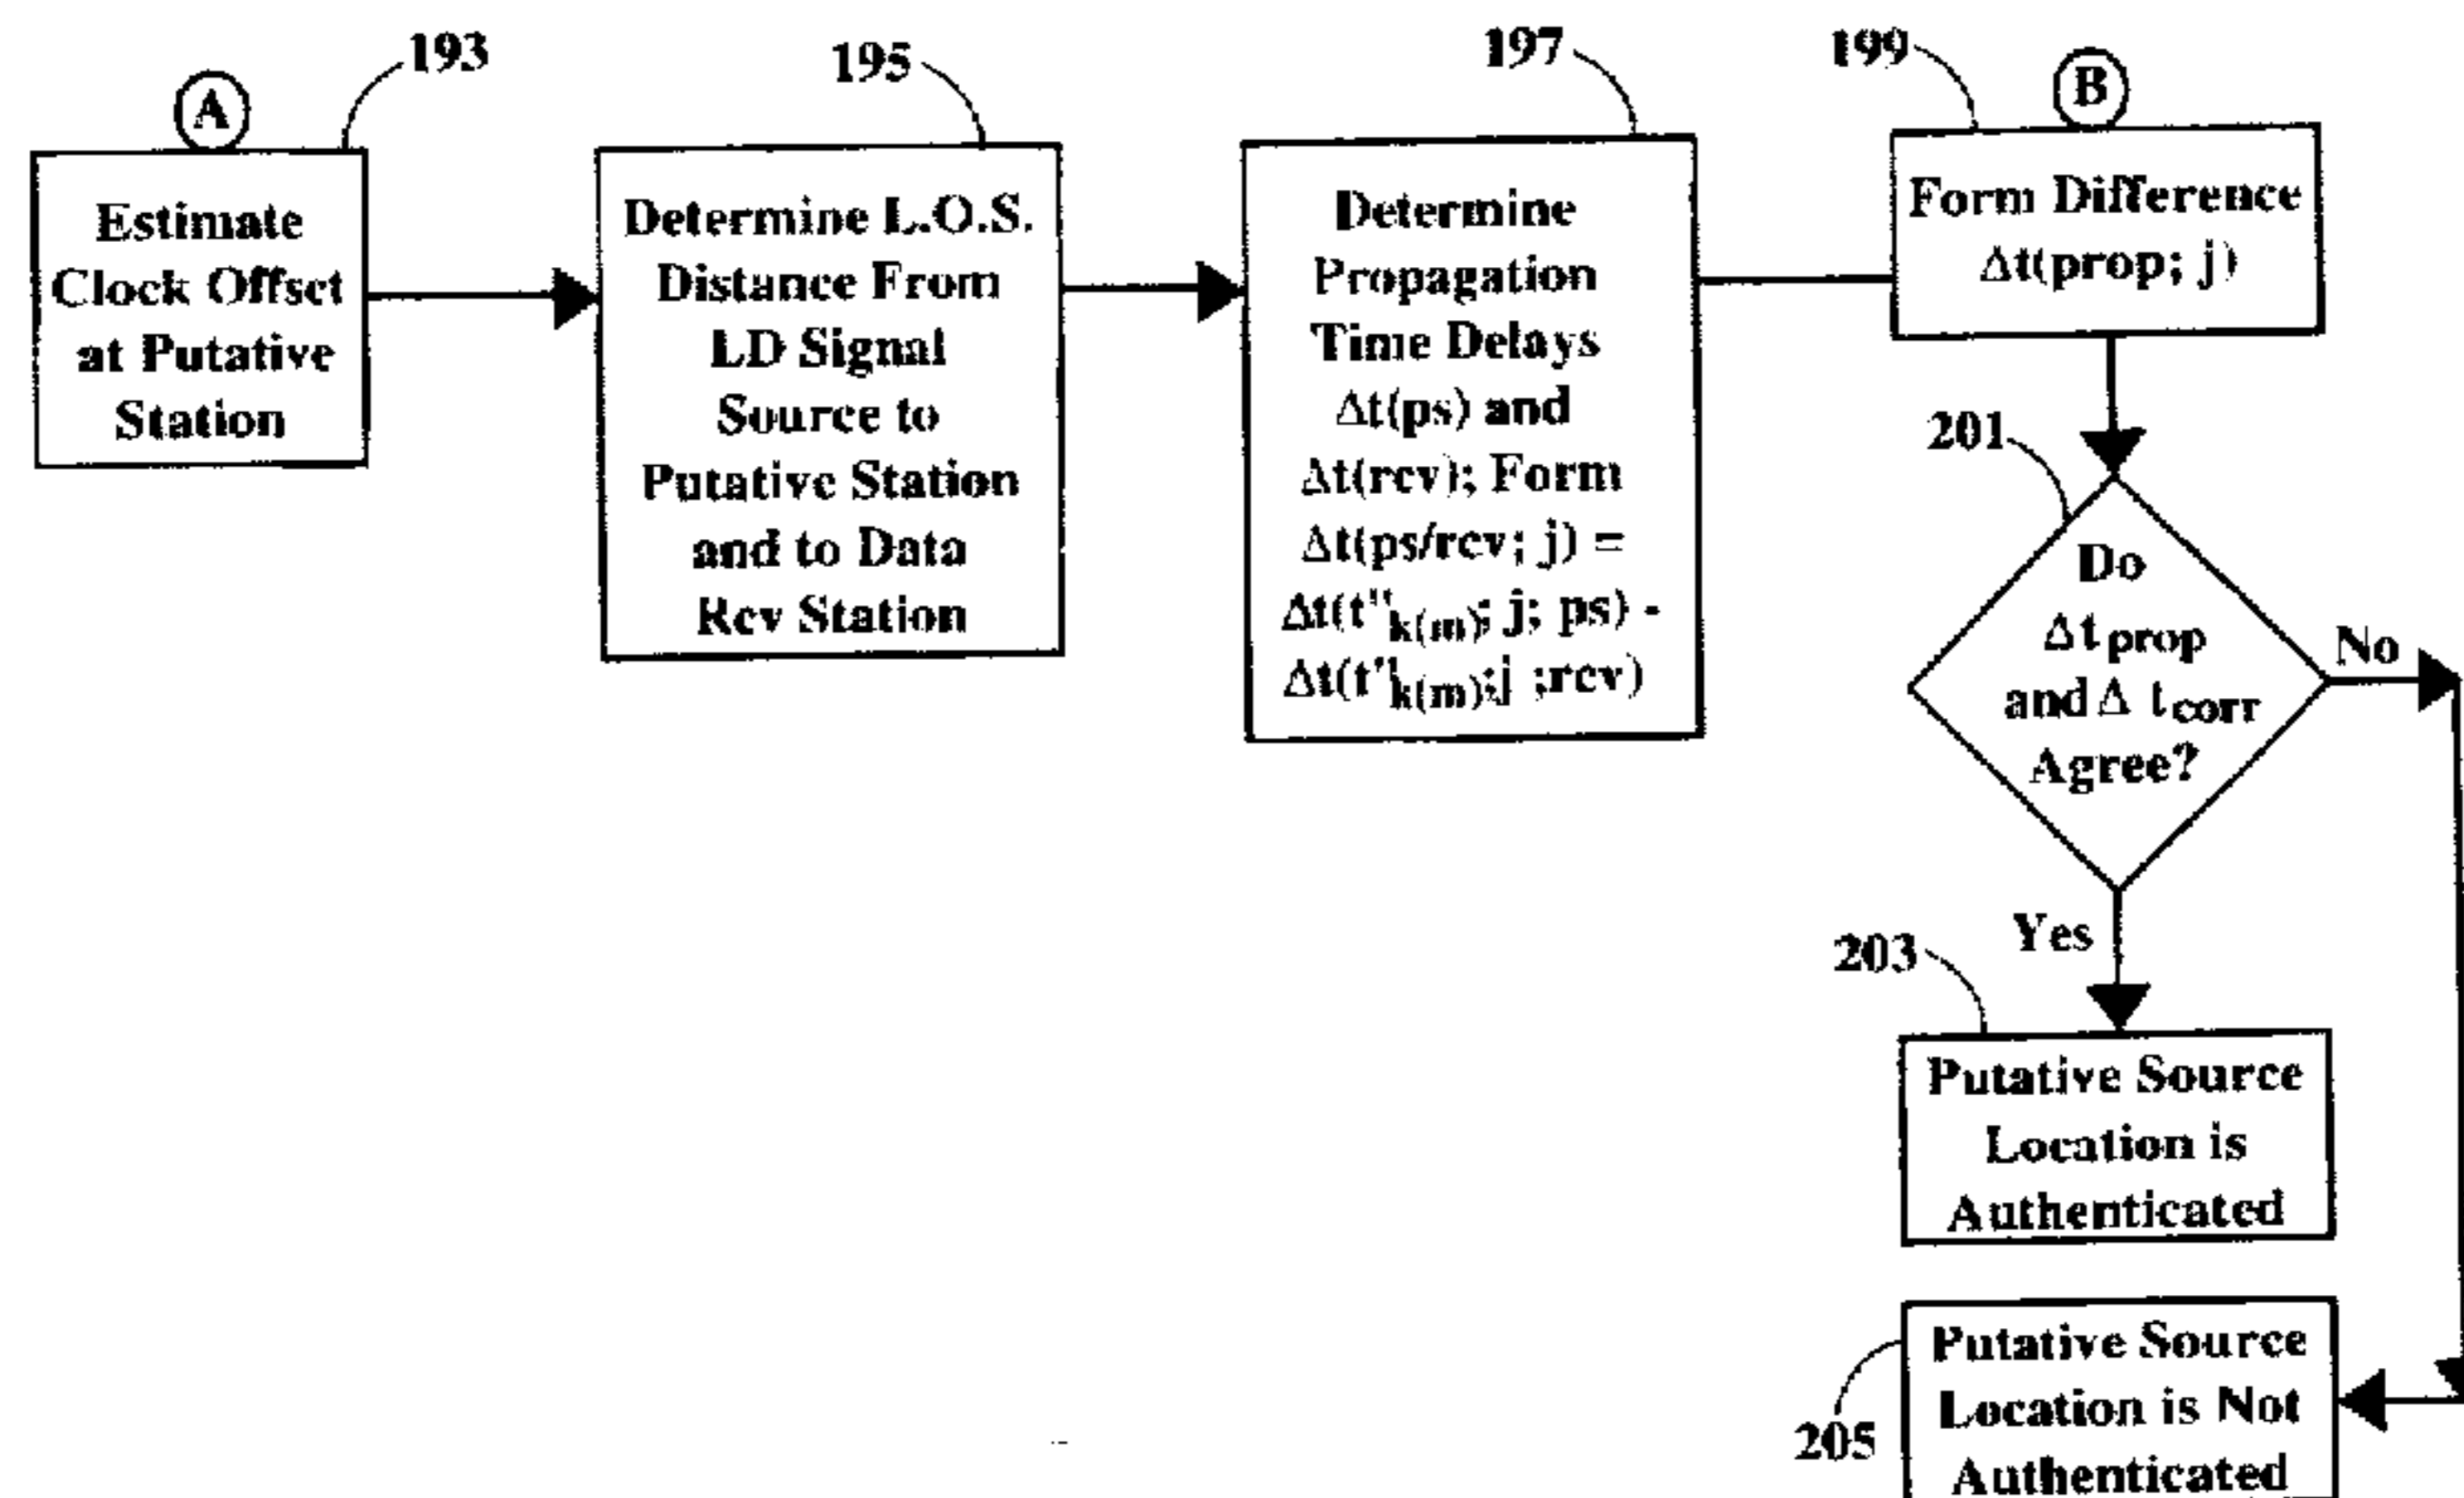 193
A
Estimate
Clock Offset
at Putative
Station
195
Determine L.O.S.
Distance From
LD Signal
Source to
Putative Station
and to Data
Rcv Station
197
Determine
Propagation
Time Delays
Δt(ps) and
Δt(rcv); Form
Δt(ps/rcv; j) =
Δt(t"k(m); j; ps) -
Δt(t"k(m);j ;rcv)
199
B
Form Difference
Δt(prop; j)
201
Do
Δt prop
and Δ tcorr
Agree?
No
Yes
203
Putative Source
Location is
Authenticated
205
Putative Source
Location is Not
Authenticated